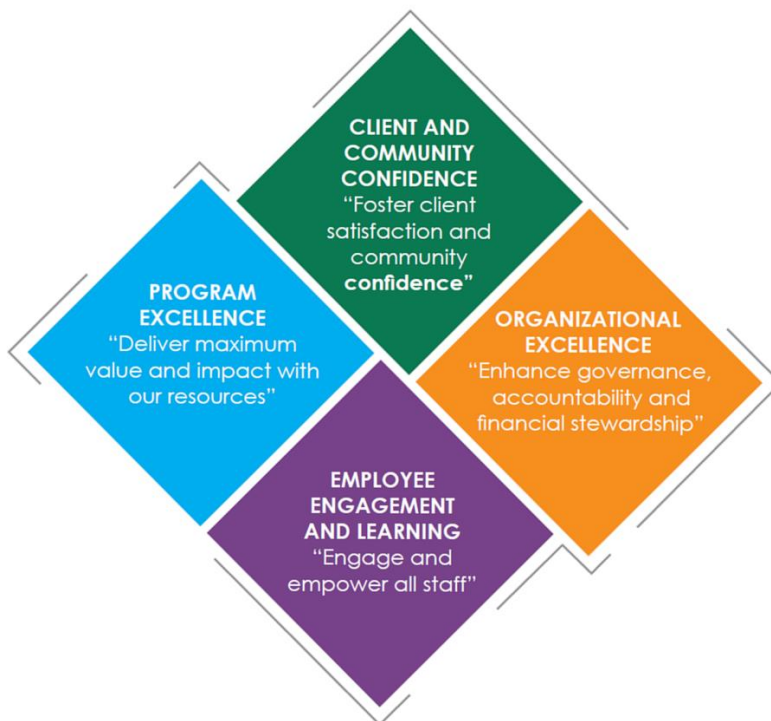 CLIENT AND
COMMUNITY
CONFIDENCE
“Foster client
satisfaction and
community
confidence”
PROGRAM
EXCELLENCE
“Deliver maximum
value and impact with
our resources”
ORGANIZATIONAL
EXCELLENCE
“Enhance governance,
accountability and
financial stewardship”
EMPLOYEE
ENGAGEMENT
AND LEARNING
“Engage and
empower all staff”